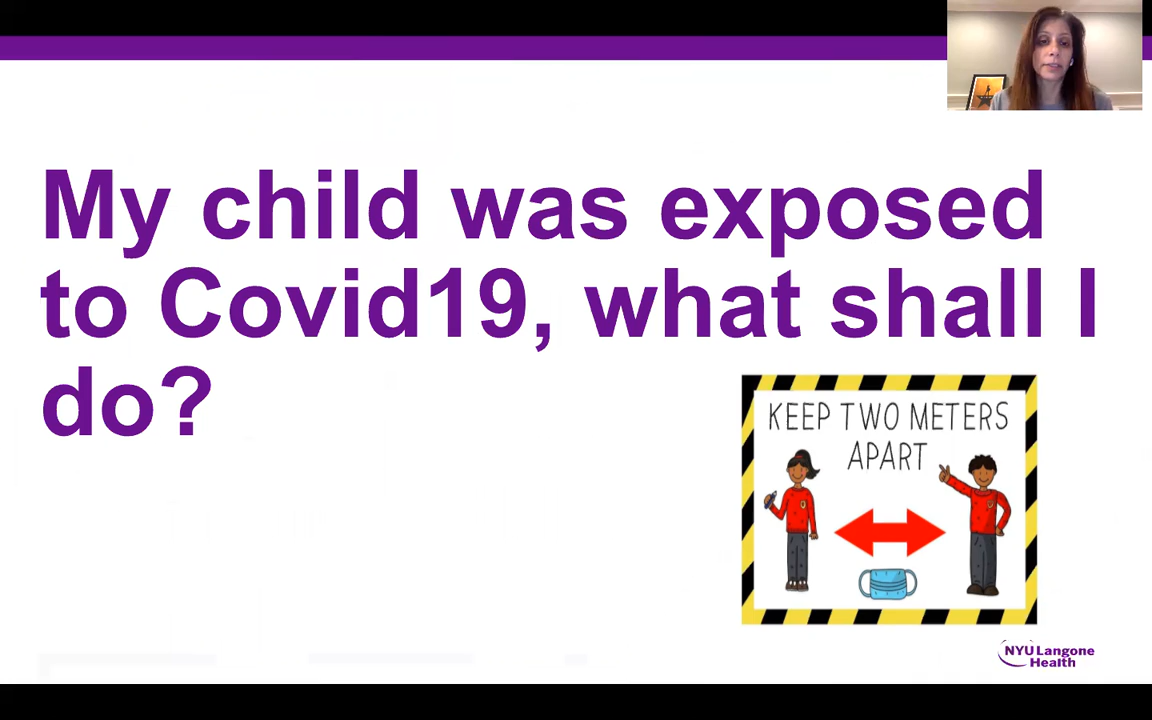 My child was exposed
to Covid19, what shall I
do?
KEEP TWO METERS
APART
NYU Langone
Health